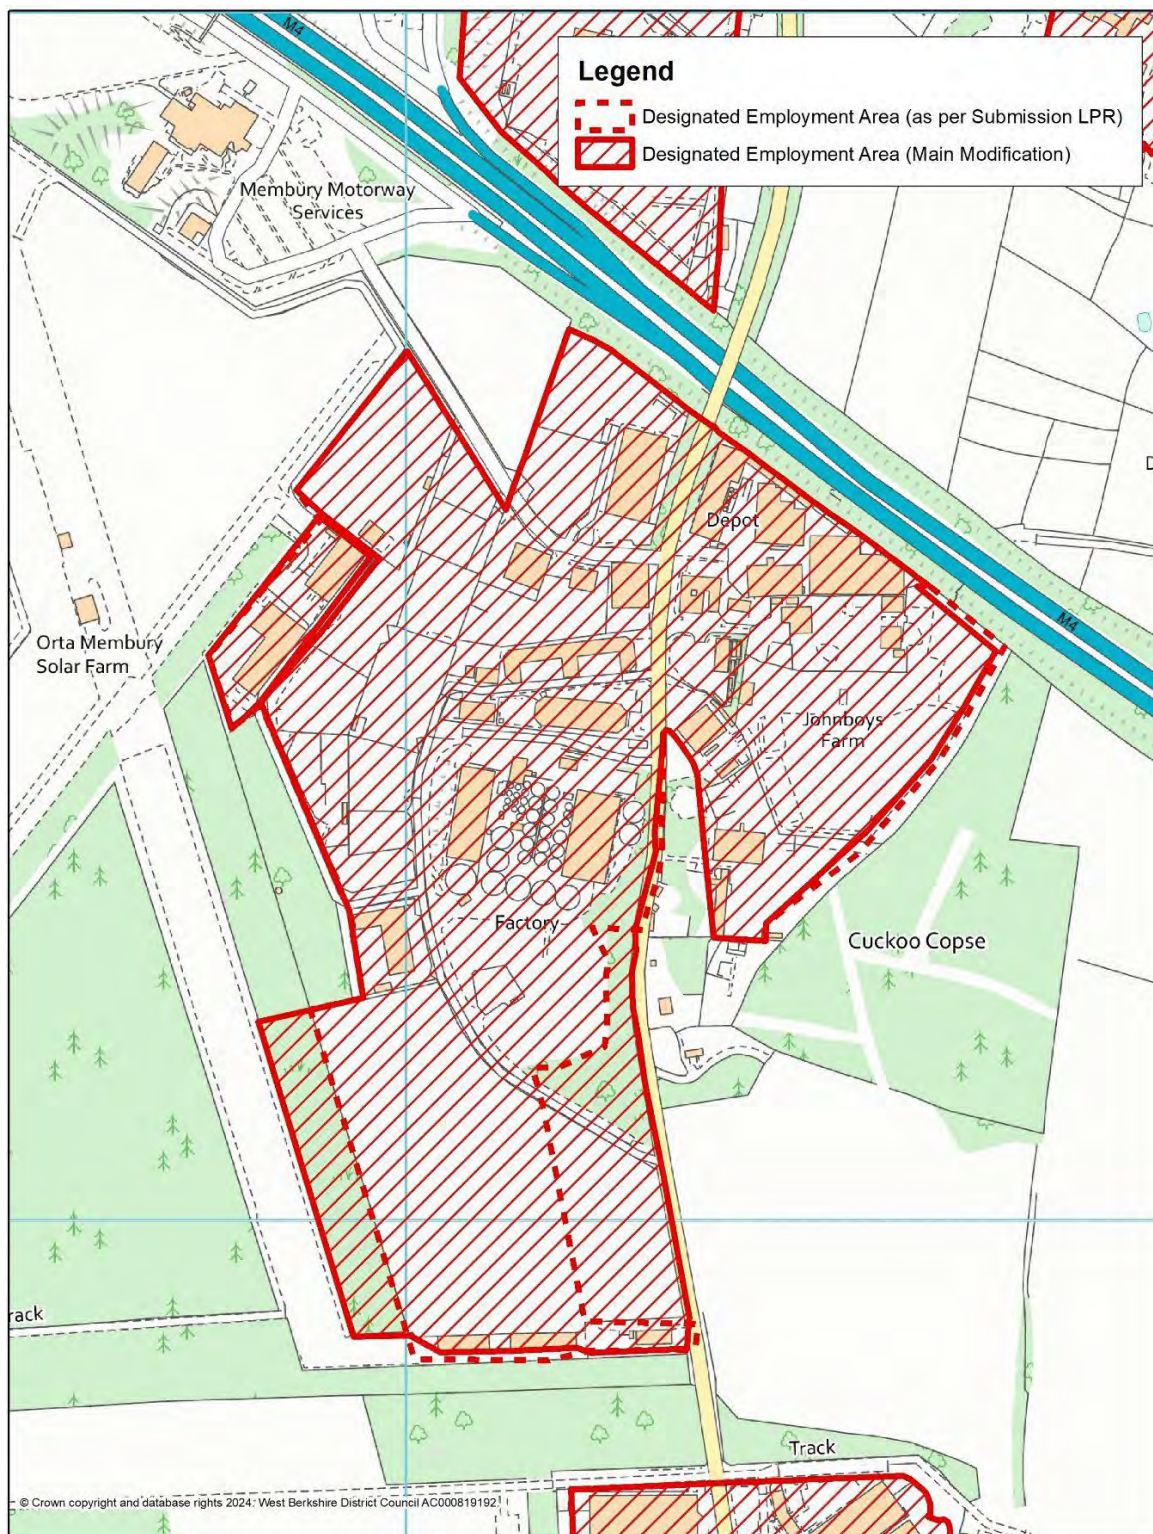 M4
Legend
Designated Employment Area (as per Submission LPR)
Designated Employment Area (Main Modification)
Membury Motorway
Services
Depot
D
M4
Orta Membury
Solar Farm
Johnboys
Farm
Factory
Cuckoo Copse
rack
Track
© Crown copyright and database rights 2024. West Berkshire District Council AC000819192